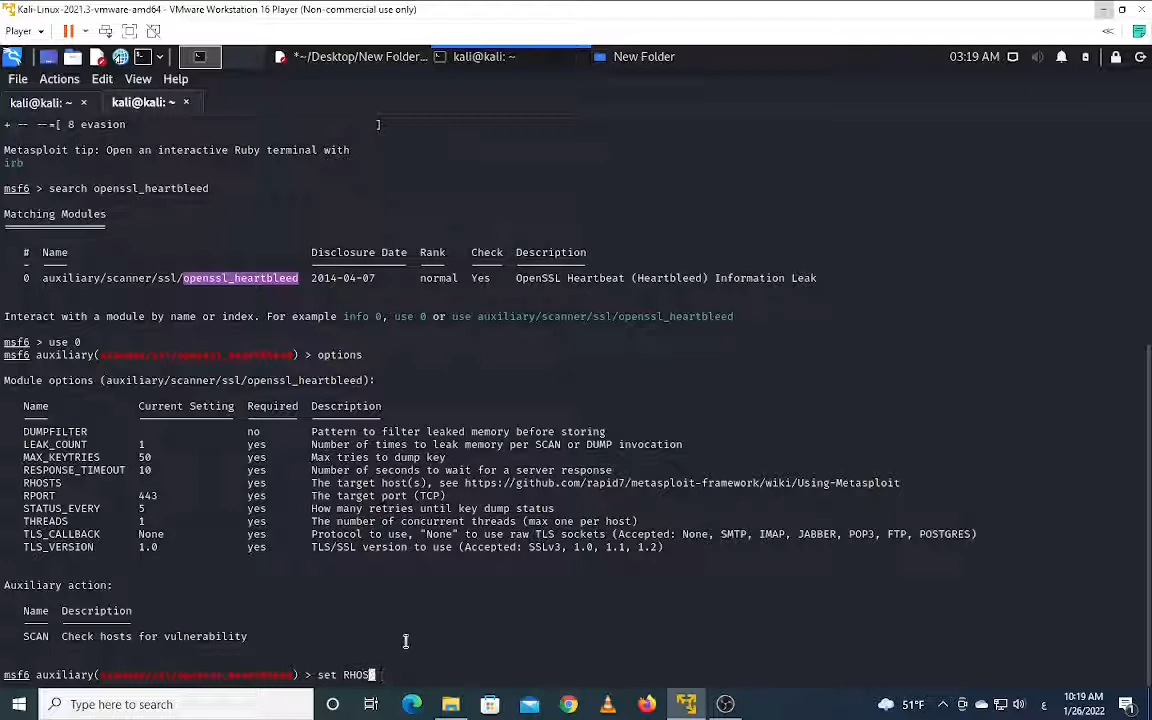 Kali-Linux-2021.3-vmware-amd64 - VMware Workstation 16 Player (Non-commercial use only)
Player
*~/Desktop/New Folder... kali@kali: ~ New Folder 03:19 AM
File Actions Edit View Help
kali@kali: ~ × kali@kali: ~ ×
+ -- --=[ 8 evasion ]
Metasploit tip: Open an interactive Ruby terminal with
irb
msf6 > search openssl_heartbleed
Matching Modules
# Name Disclosure Date Rank Check Description
- ---- --------------- ---- ----- -----------
0 auxiliary/scanner/ssl/openssl_heartbleed 2014-04-07 normal Yes OpenSSL Heartbeat (Heartbleed) Information Leak
Interact with a module by name or index. For example info 0, use 0 or use auxiliary/scanner/ssl/openssl_heartbleed
msf6 > use 0
msf6 auxiliary(scanner/ssl/openssl_heartbleed) > options
Module options (auxiliary/scanner/ssl/openssl_heartbleed):
Name Current Setting Required Description
DUMPFILTER no Pattern to filter leaked memory before storing
LEAK_COUNT 1 yes Number of times to leak memory per SCAN or DUMP invocation
MAX_KEYTRIES 50 yes Max tries to dump key
RESPONSE_TIMEOUT 10 yes Number of seconds to wait for a server response
RHOSTS yes The target host(s), see https://github.com/rapid7/metasploit-framework/wiki/Using-Metasploit
RPORT 443 yes The target port (TCP)
STATUS_EVERY 5 yes How many retries until key dump status
THREADS 1 yes The number of concurrent threads (max one per host)
TLS_CALLBACK None yes Protocol to use, "None" to use raw TLS sockets (Accepted: None, SMTP, IMAP, JABBER, POP3, FTP, POSTGRES)
TLS_VERSION 1.0 yes TLS/SSL version to use (Accepted: SSLv3, 1.0, 1.1, 1.2)
Auxiliary action:
Name Description
SCAN Check hosts for vulnerability
msf6 auxiliary(scanner/ssl/openssl_heartbleed) > set RHOS
Type here to search 51°F ع 10:19 AM
1/26/2022